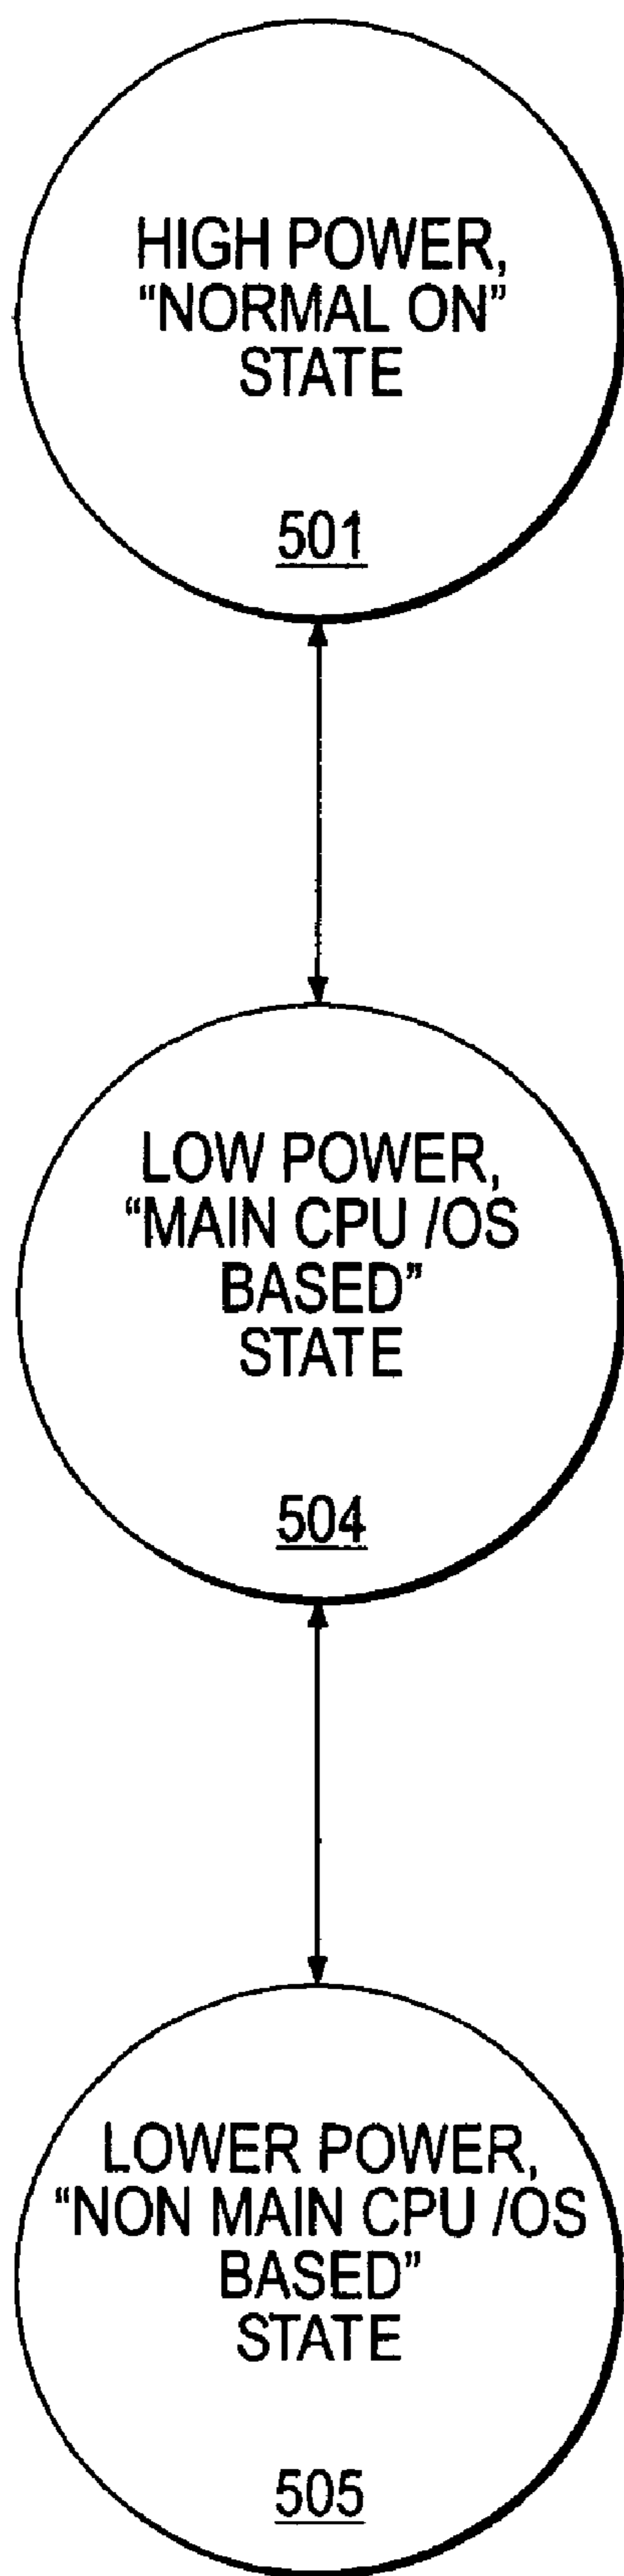 HIGH POWER,
“NORMAL ON”
STATE
501
LOW POWER,
“MAIN CPU /OS
BASED”
STATE
504
LOWER POWER,
“NON MAIN CPU /OS
BASED”
STATE
505